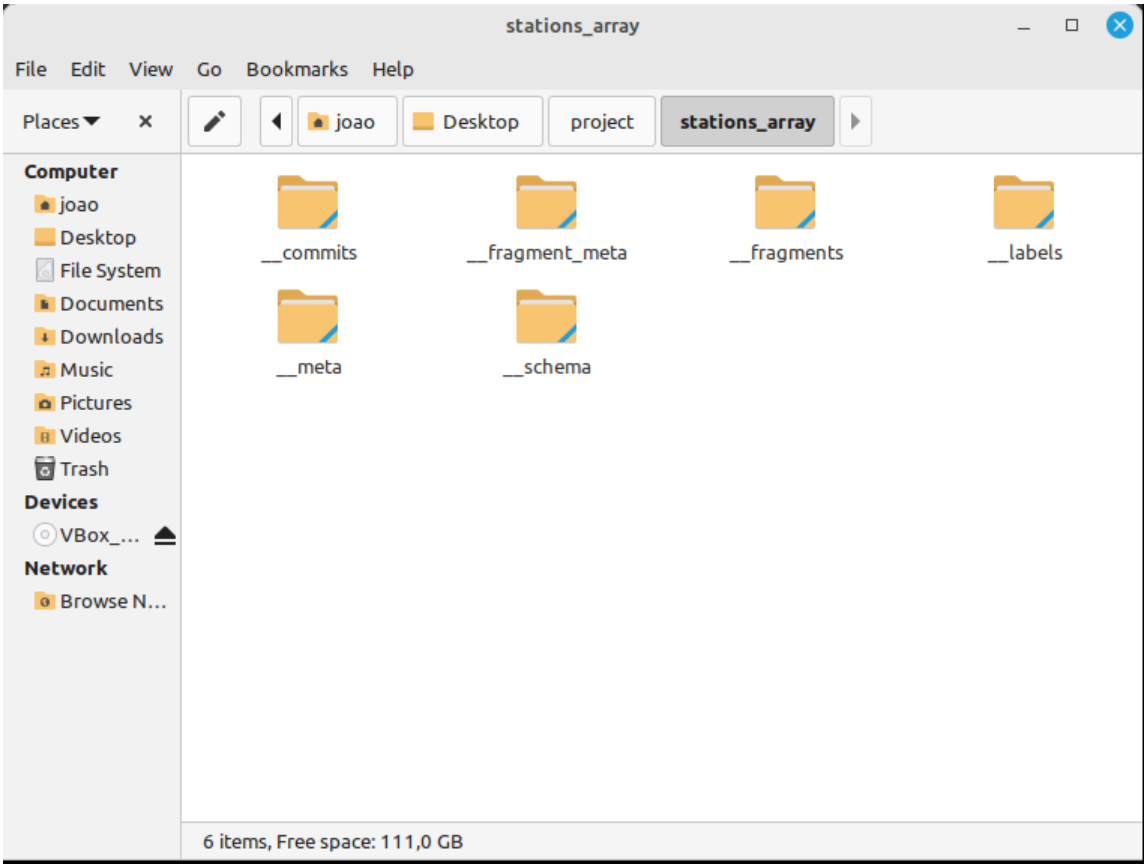 stations_array
File Edit View Go Bookmarks Help
Places joao Desktop project stations_array
Computer
joao
Desktop
File System
Documents
Downloads
Music
Pictures
Videos
Trash
Devices
VBox_...
Network
Browse N...
__commits __fragment_meta __fragments __labels
__meta __schema
6 items, Free space: 111,0 GB